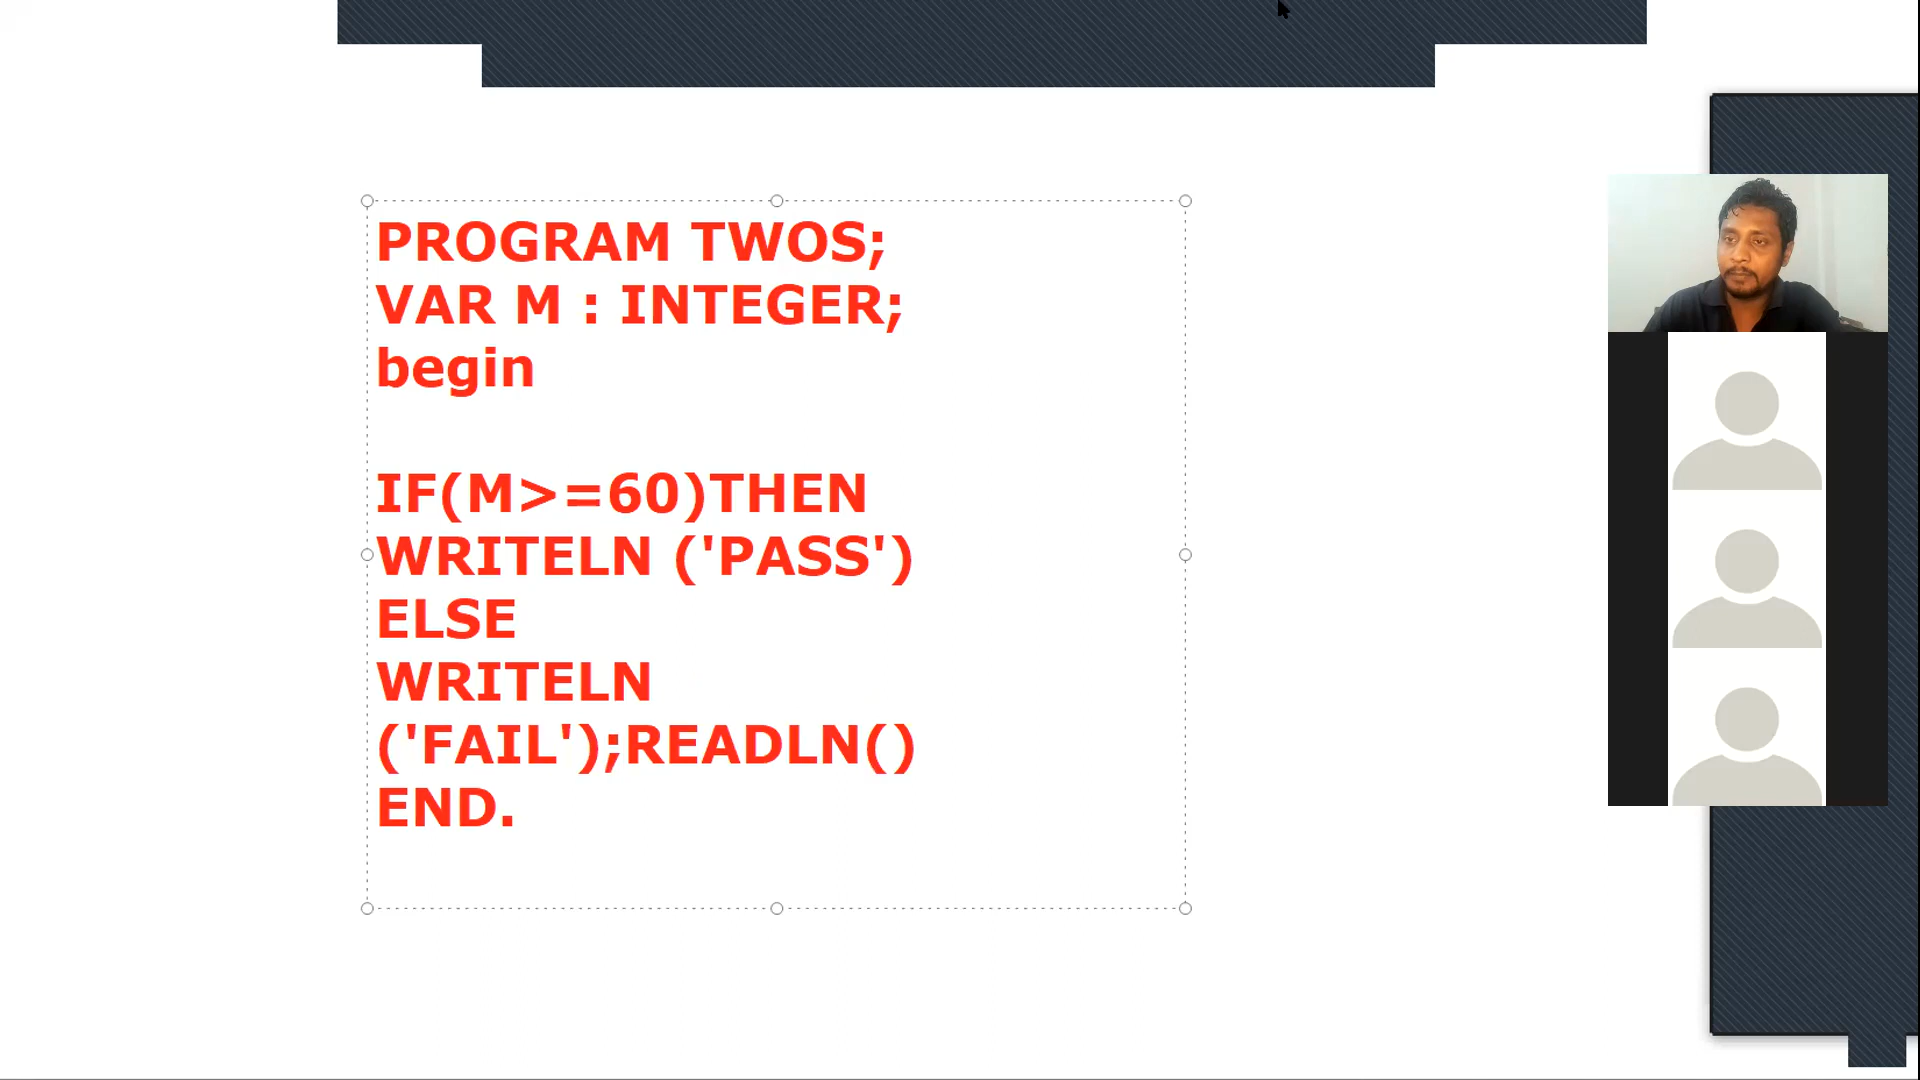 PROGRAM TWOS;
VAR M : INTEGER;
begin
IF(M>=60)THEN
WRITELN ('PASS')
ELSE
WRITELN
('FAIL');READLN()
END.